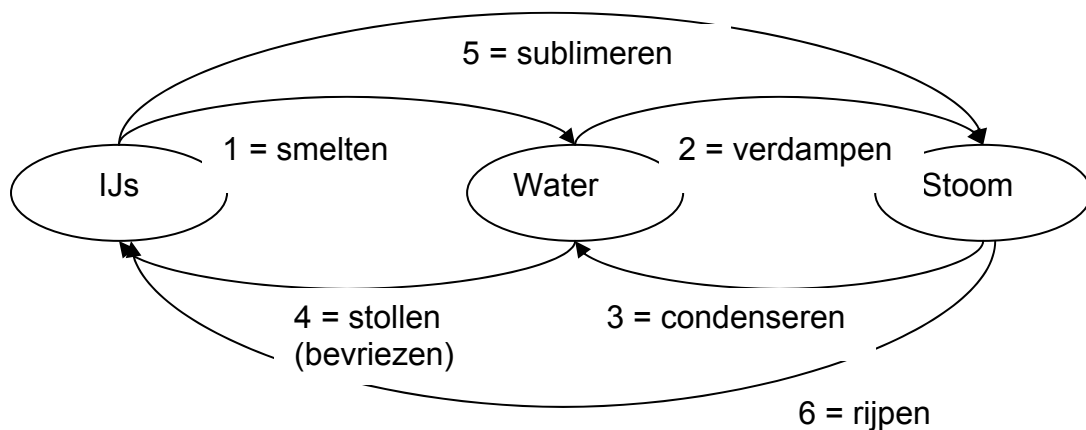 5 = sublimeren
1 = smelten
2 = verdampen
IJs
Water
Stoom
4 = stollen
(bevriezen)
3 = condenseren
6 = rijpen